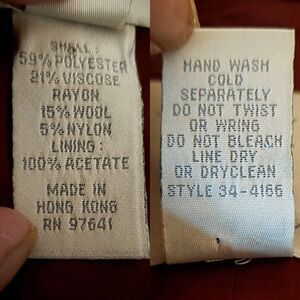 SHALL:
59% POLYESTER
21% VISCOSE
RAYON
15% WOOL
5% NYLON
LINING:
100% ACETATE
MADE IN
HONG KONG
RN 97641
HAND WASH
COLD
SEPARATELY
DO NOT TWIST
OR WRING
DO NOT BLEACH
LINE DRY
OR DRYCLEAN
STYLE 34-4166